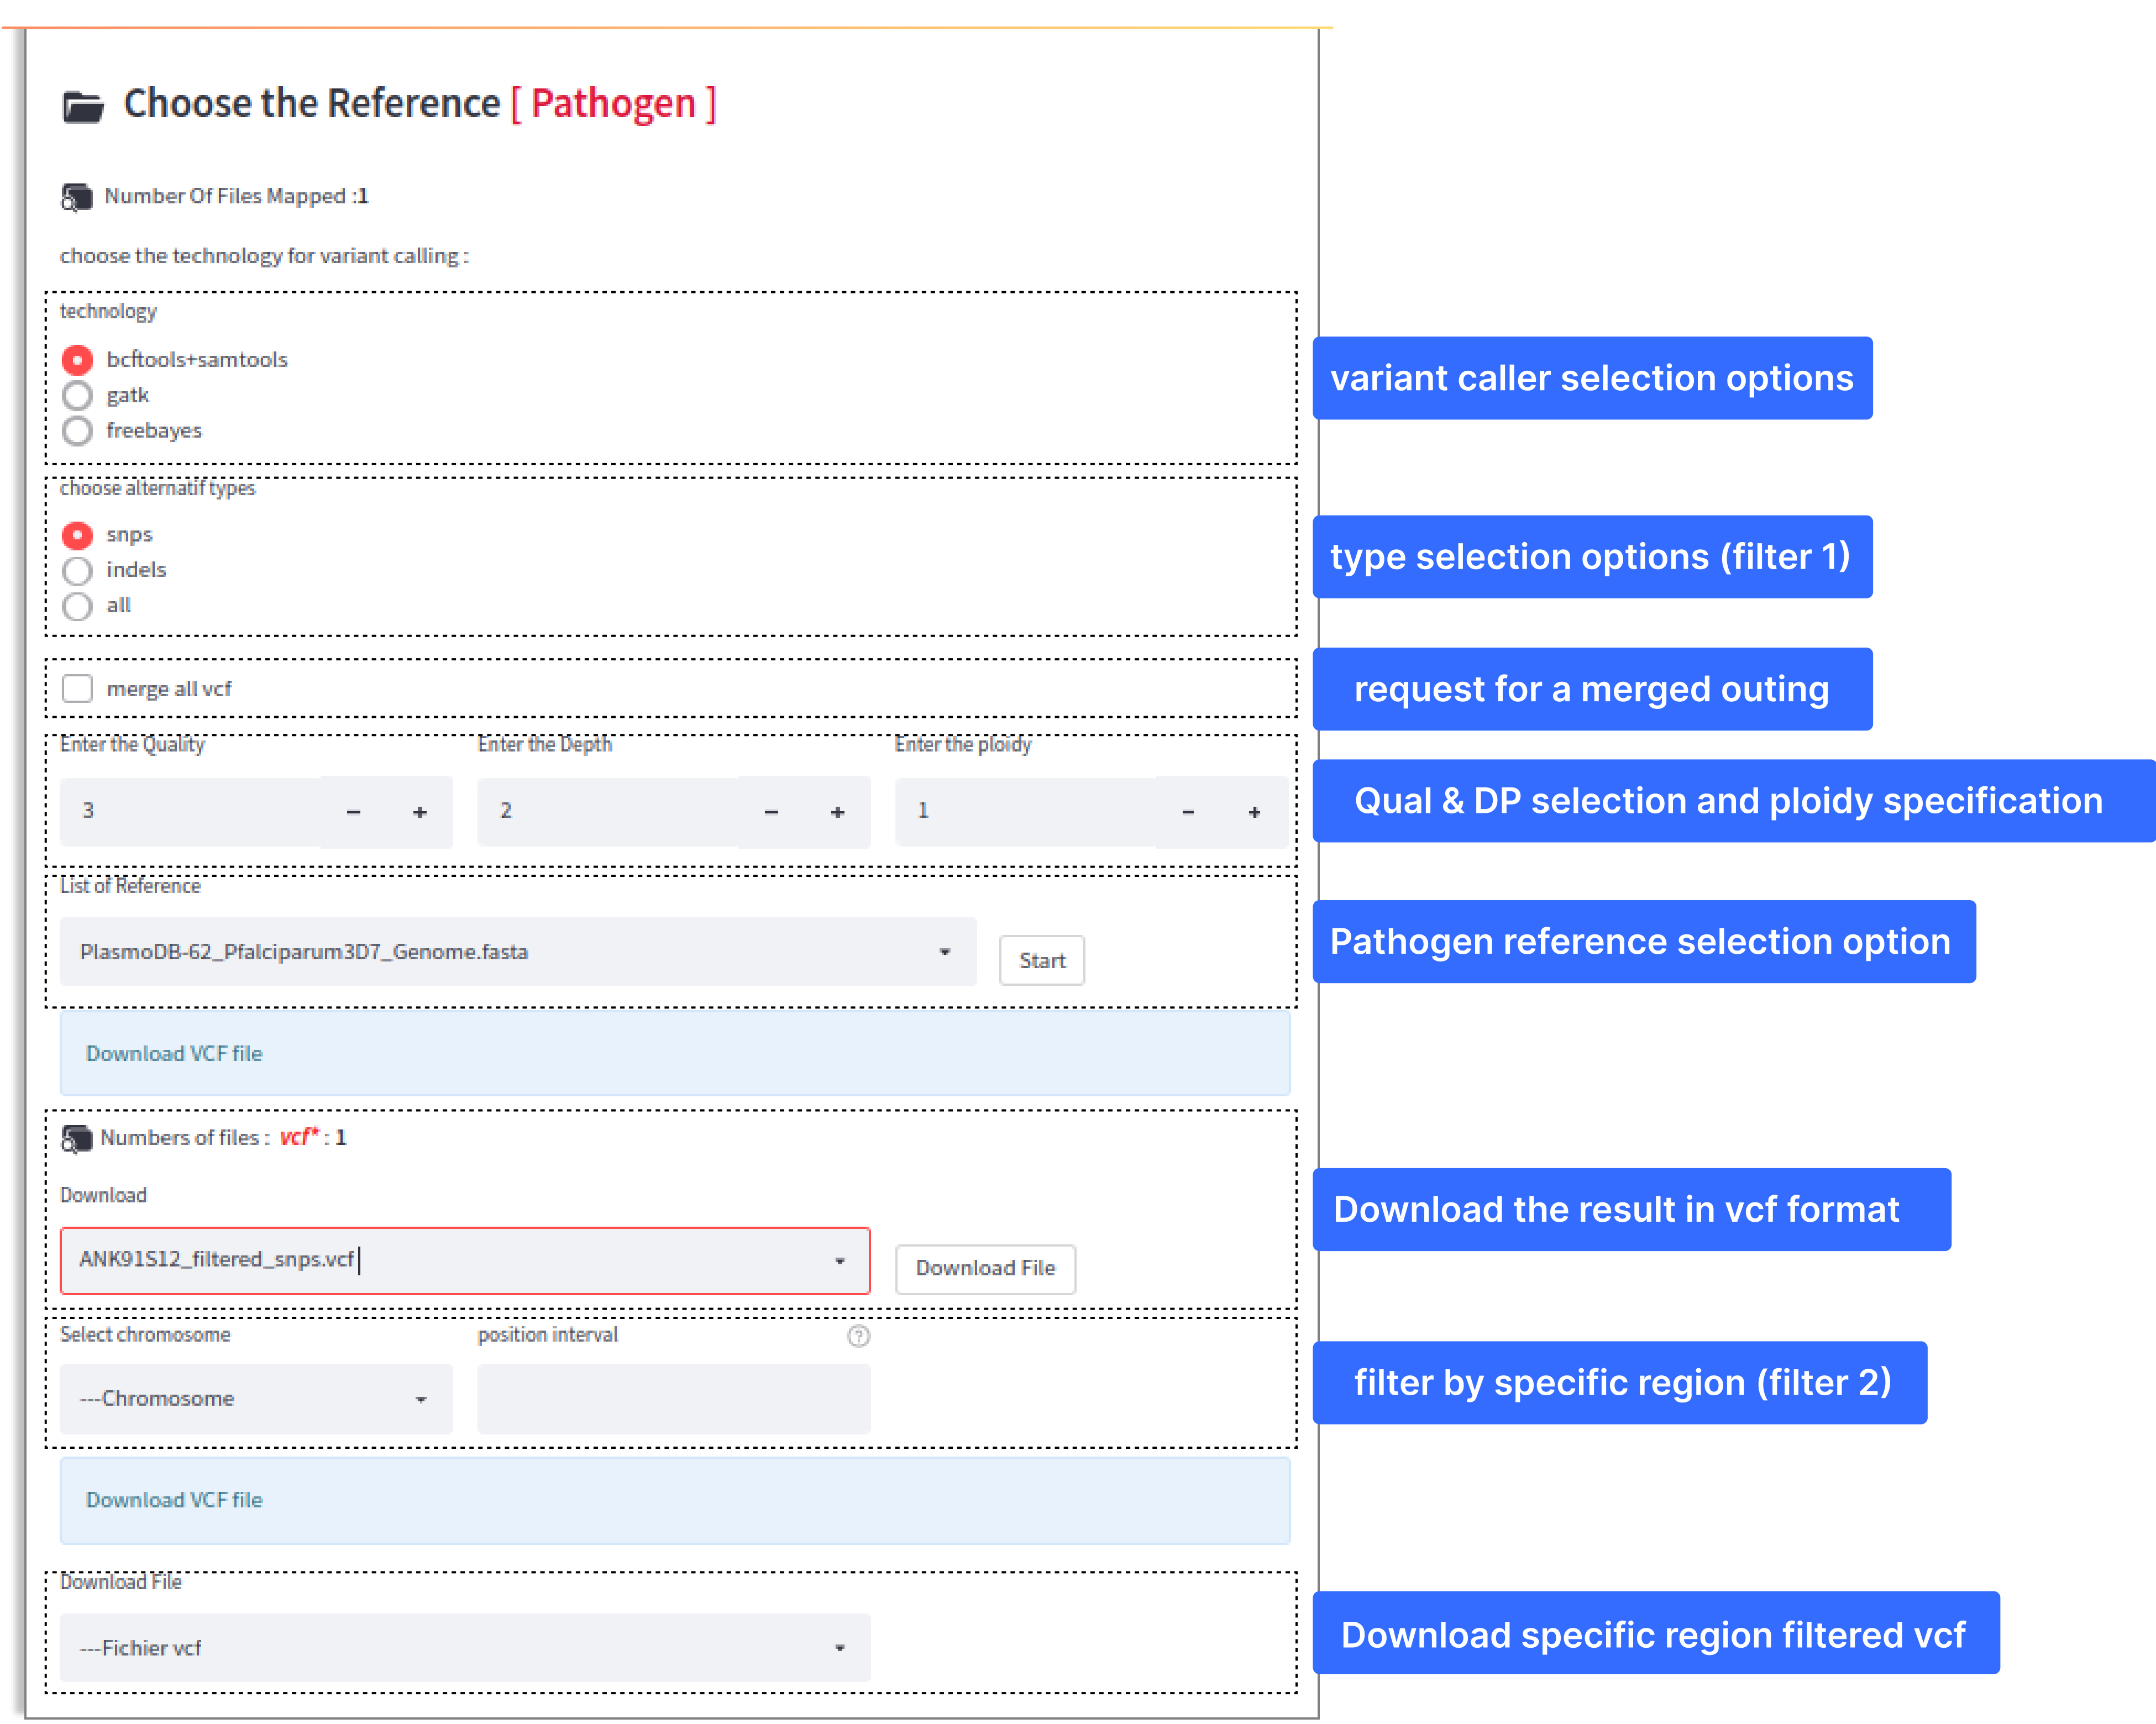 Choose the Reference [ Pathogen ]
Number Of Files Mapped :1
choose the technology for variant calling :
technology
bcftools+samtools
gatk
freebayes
variant caller selection options
choose alternatif types
snps
indels
all
type selection options (filter 1)
merge all vcf
request for a merged outing
Enter the Quality Enter the Depth Enter the ploidy
3 − + 2 − + 1 − +
Qual & DP selection and ploidy specification
List of Reference
PlasmoDB-62_Pfalciparum3D7_Genome.fasta Start
Pathogen reference selection option
Download VCF file
Numbers of files : vcf* : 1
Download
ANK91S12_filtered_snps.vcf Download File
Download the result in vcf format
Select chromosome position interval ?
---Chromosome
filter by specific region (filter 2)
Download VCF file
Download File
---Fichier vcf
Download specific region filtered vcf